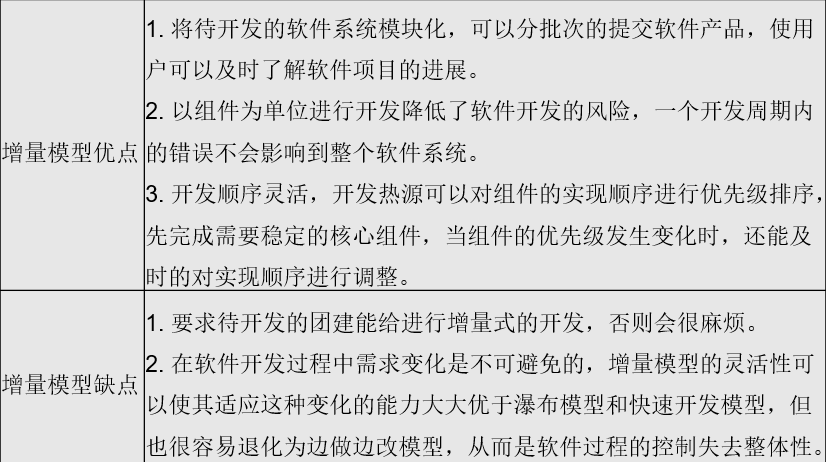 增量模型优点
1. 将待开发的软件系统模块化，可以分批次的提交软件产品，使用
户可以及时了解软件项目的进展。
2. 以组件为单位进行开发降低了软件开发的风险，一个开发周期内
的错误不会影响到整个软件系统。
3. 开发顺序灵活，开发热源可以对组件的实现顺序进行优先级排序，
先完成需要稳定的核心组件，当组件的优先级发生变化时，还能及
时的对实现顺序进行调整。
增量模型缺点
1. 要求待开发的团建能给进行增量式的开发，否则会很麻烦。
2. 在软件开发过程中需求变化是不可避免的，增量模型的灵活性可
以使其适应这种变化的能力大大优于瀑布模型和快速开发模型，但
也很容易退化为边做边改模型，从而是软件过程的控制失去整体性。